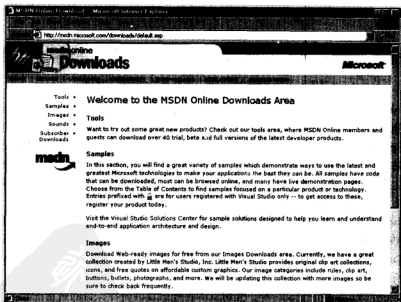 MSDN Online Download - Microsoft Internet Explorer
http://msdn.microsoft.com/downloads/default.asp
msdn online
Downloads
Microsoft
Tools
Samples
Images
Sounds
Subscriber
Downloads
msdn
Welcome to the MSDN Online Downloads Area
Tools
Want to try out some great new products? Check out our tools area, where MSDN Online members and
guests can download over 40 trial, beta a.id full versions of the latest developer products.
Samples
In this section, you will find a great variety of samples which demonstrate ways to use the latest and
greatest Microsoft technologies to make your applications the best they can be. All samples have code
that can be downloaded, most can be browsed online, and many have live demonstration pages.
Choose from the Table of Contents to find samples focused on a particular product or technology.
Entries prefixed with are for users registered with Visual Studio only -- to get access to these,
register your product today.
Visit the Visual Studio Solutions Center for sample solutions designed to help you learn and understand
end-to-end application architecture and design.
Images
Download Web-ready images for free from our Images Downloads area. Currently, we have a great
collection created by Little Men's Studio, Inc. Little Men's Studio provides original clip art collections,
icons, and free quotes on affordable custom graphics. Our image categories include rules, clip art,
buttons, bullets, photographs, and more. We will be updating this collection with more images so be
sure to check back frequently.